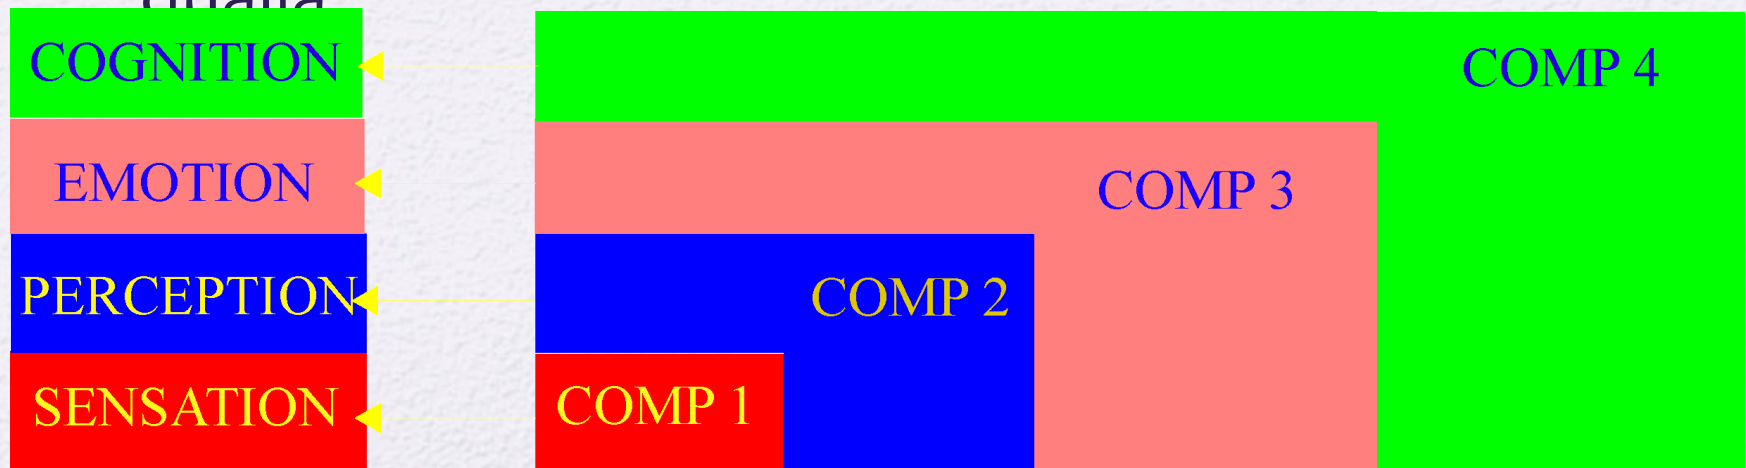 COGNITION
COMP 4
EMOTION
COMP 3
PERCEPTION
COMP 2
SENSATION
COMP 1